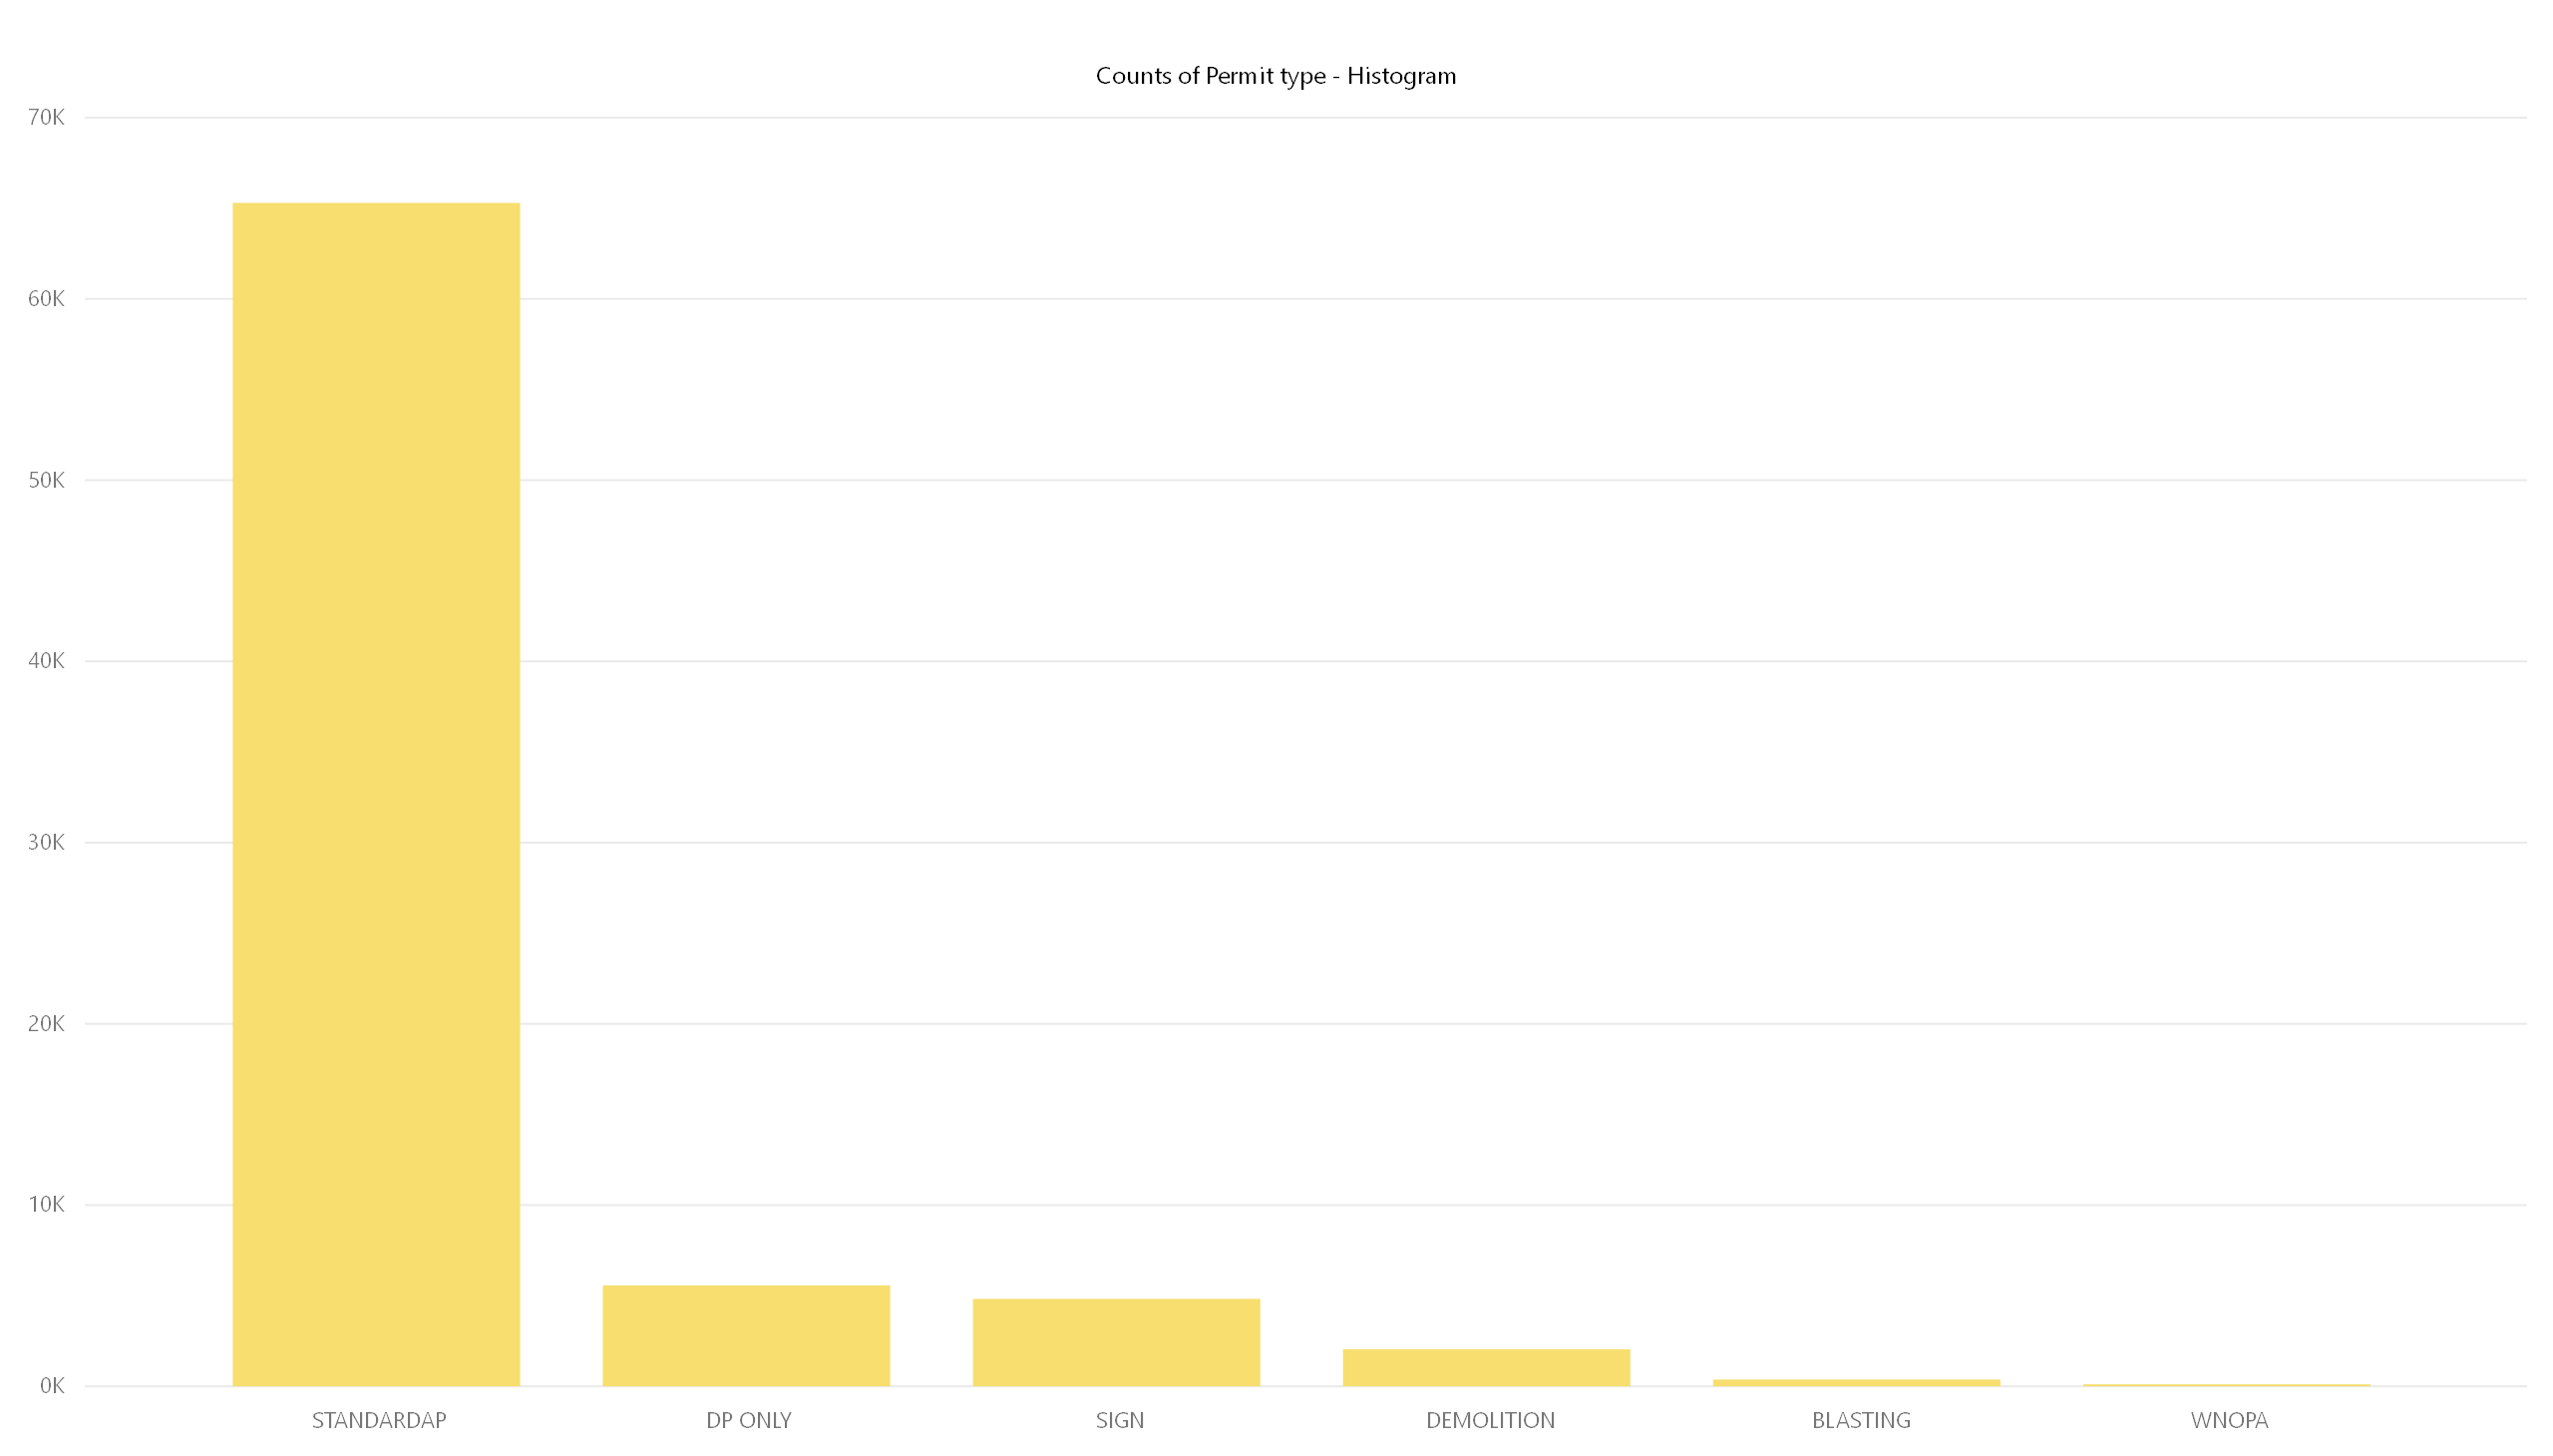 Counts of Permit type - Histogram
70K
60K
50K
40K
30K
20K
10K
0K
STANDARDAP DP ONLY SIGN DEMOLITION BLASTING WNOPA